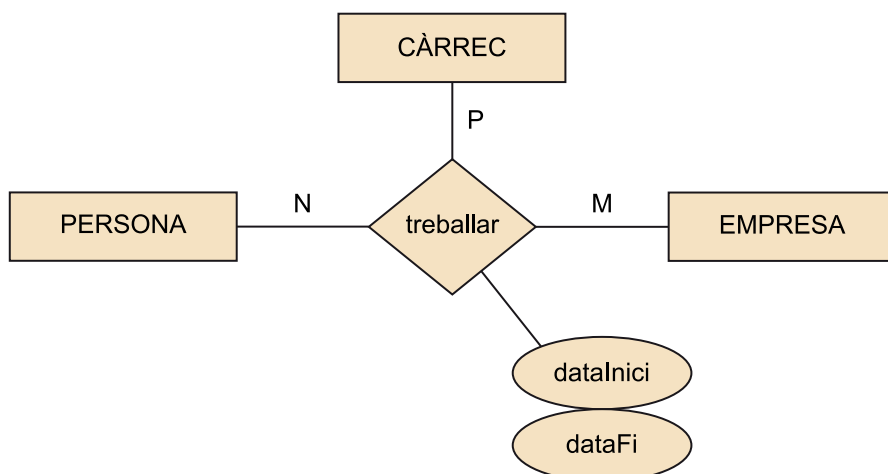 CÀRREC
P
PERSONA
N
treballar
M
EMPRESA
dataInici
dataFi